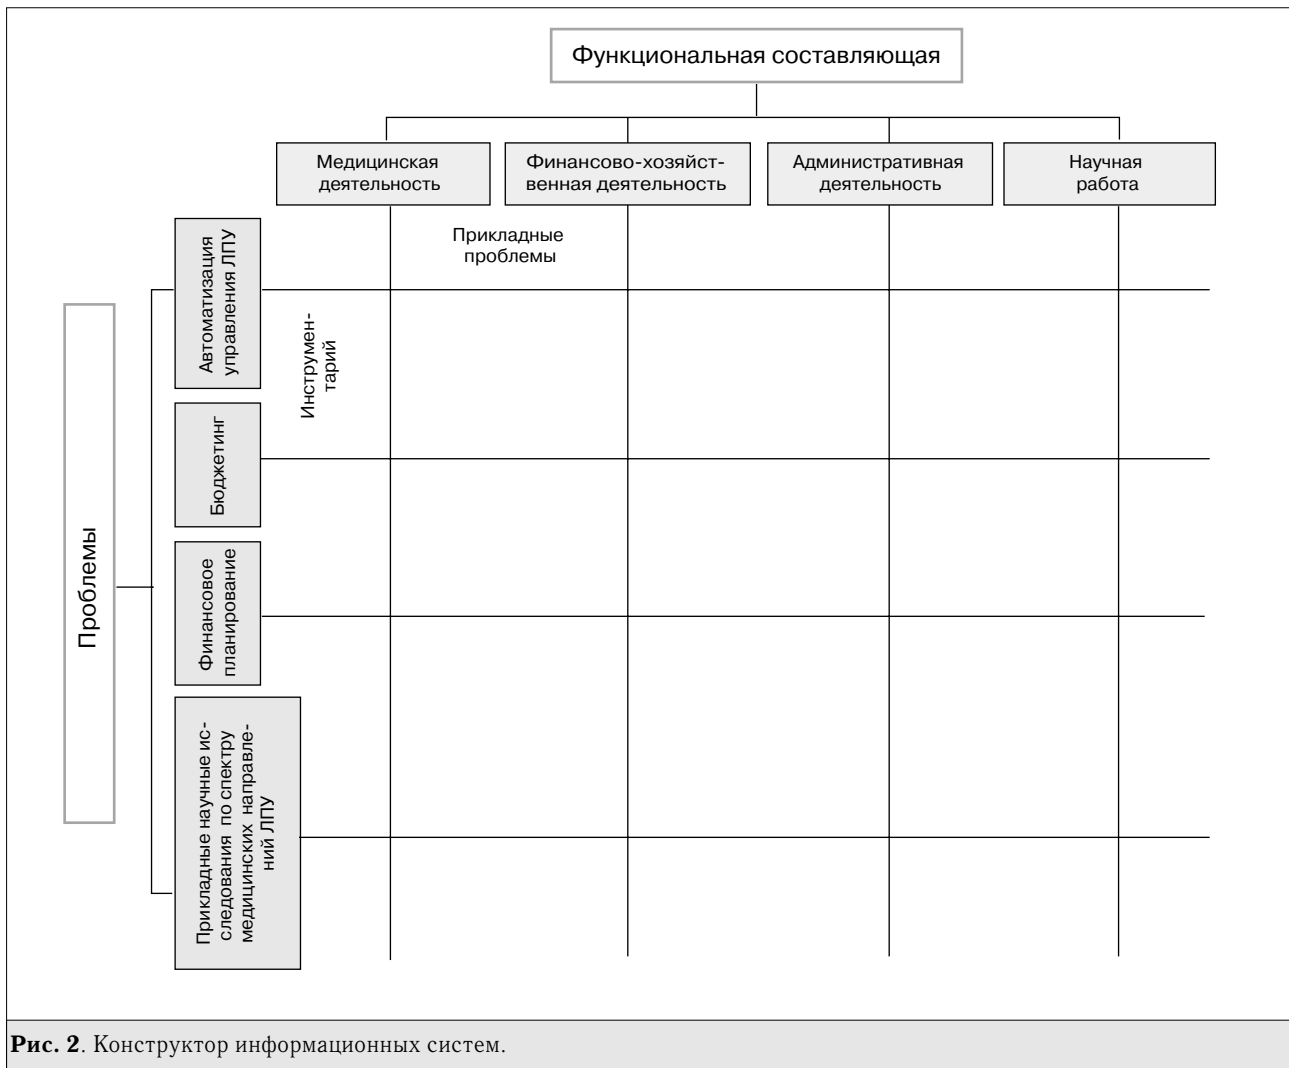 Функциональная составляющая
Медицинская
деятельность
Финансово-хозяйст-
венная деятельность
Административная
деятельность
Научная
работа
Прикладные
проблемы
Инструмен-
тарий
Проблемы
Автоматизация
управления ЛПУ
Бюджетинг
Финансовое
планирование
Прикладные научные ис-
следования по спектру
медицинских направле-
ний ЛПУ
Рис. 2. Конструктор информационных систем.